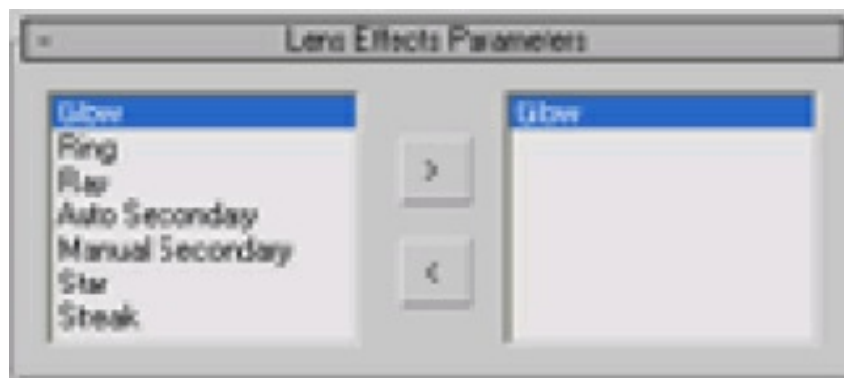 - Lens Effects Parameters
Glow
Ring
Ray
Auto Secondary
Manual Secondary
Star
Streak
>
<
Glow